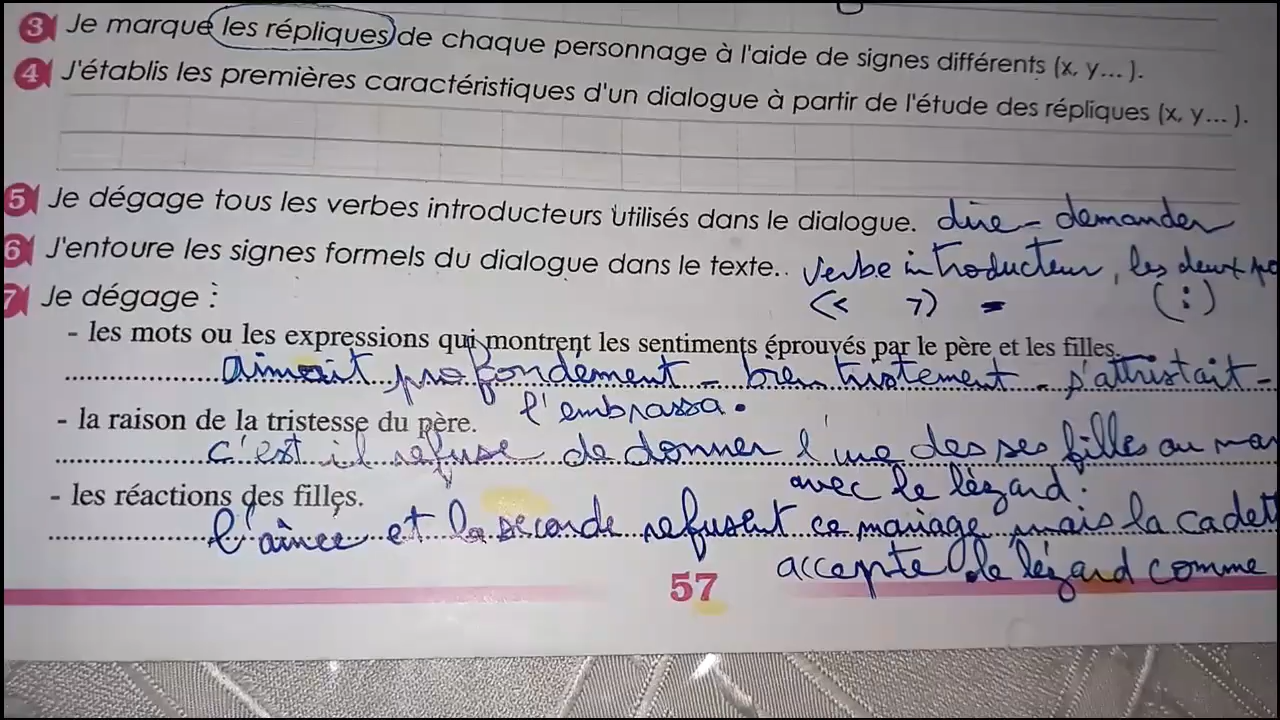 3 Je marque les répliques de chaque personnage à l'aide de signes différents (x, y... ).
4 J'établis les premières caractéristiques d'un dialogue à partir de l'étude des répliques (x, y... ).
5 Je dégage tous les verbes introducteurs utilisés dans le dialogue. dire - demander
6 J'entoure les signes formels du dialogue dans le texte.. verbe introducteur, les deux po
<< >> - (:)
7 Je dégage :
- les mots ou les expressions qui montrent les sentiments éprouvés par le père et les filles.
aimait profondément - bien tristement - s'attristait -
l'embrassa.
- la raison de la tristesse du père.
c'est il refuse de donner l'une des ses filles au mar
avec le lézard.
- les réactions des filles.
l'aînée et la seconde refusent ce mariage mais la cadet
accepte le lézard comme
57